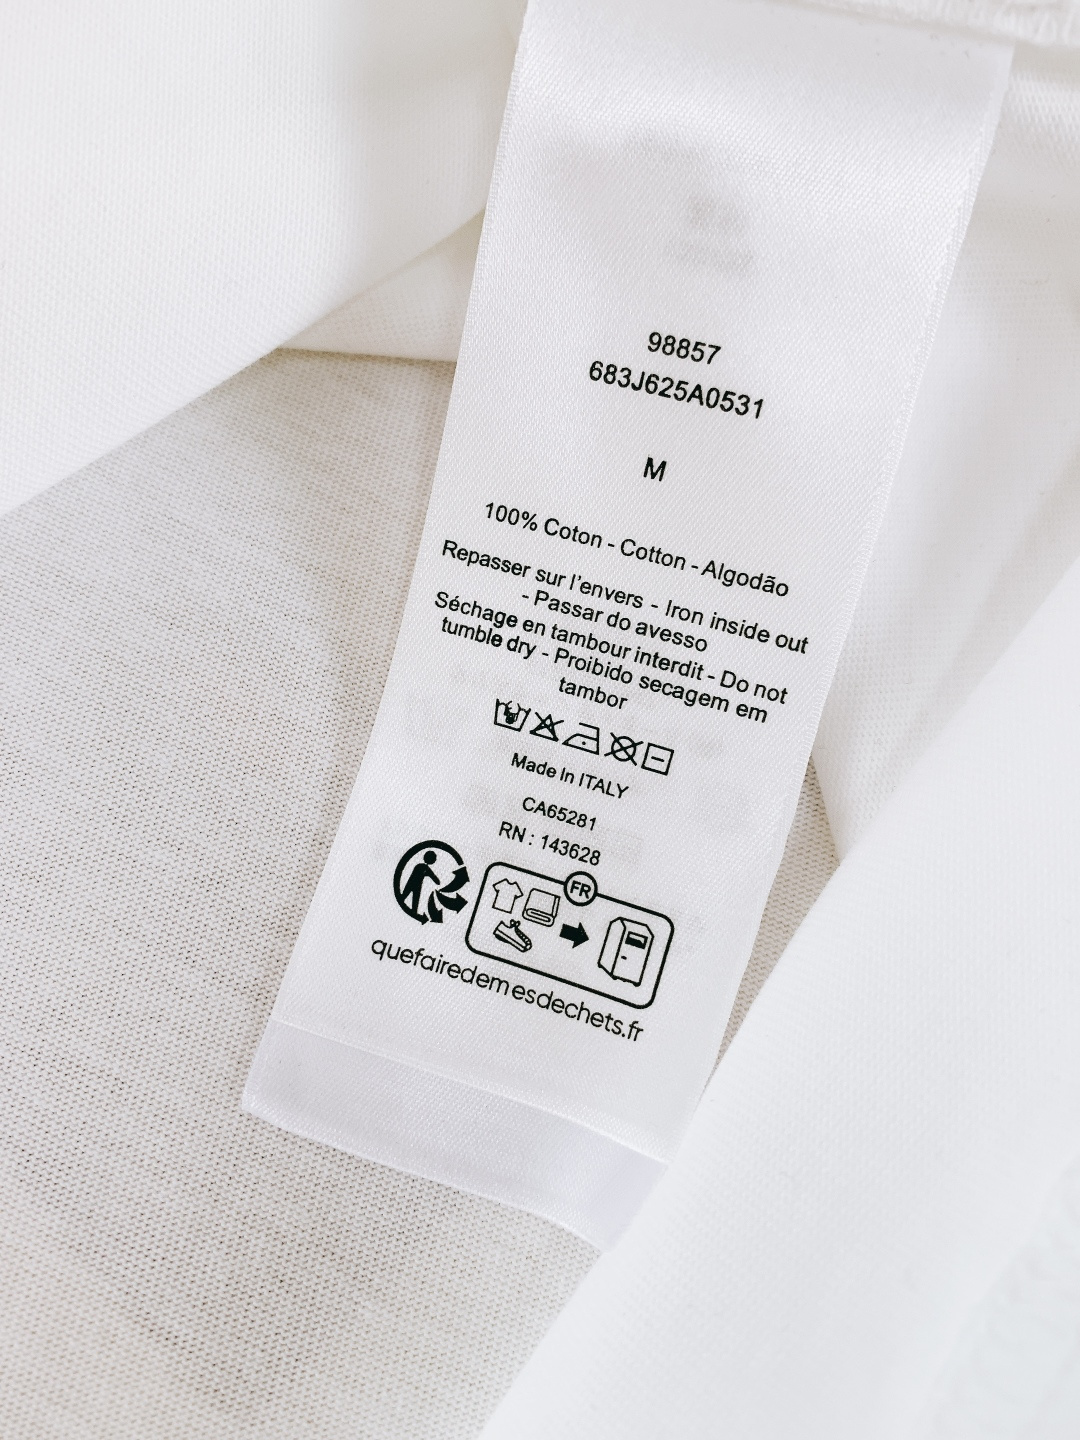 98857
683J625A0531
M
100% Coton - Cotton - Algodão
Repasser sur l'envers - Iron inside out
- Passar do avesso
Séchage en tambour interdit - Do not
tumble dry - Proibido secagem em
tambor
Made In ITALY
CA65281
RN : 143628
FR
quefairedemesdechets.fr